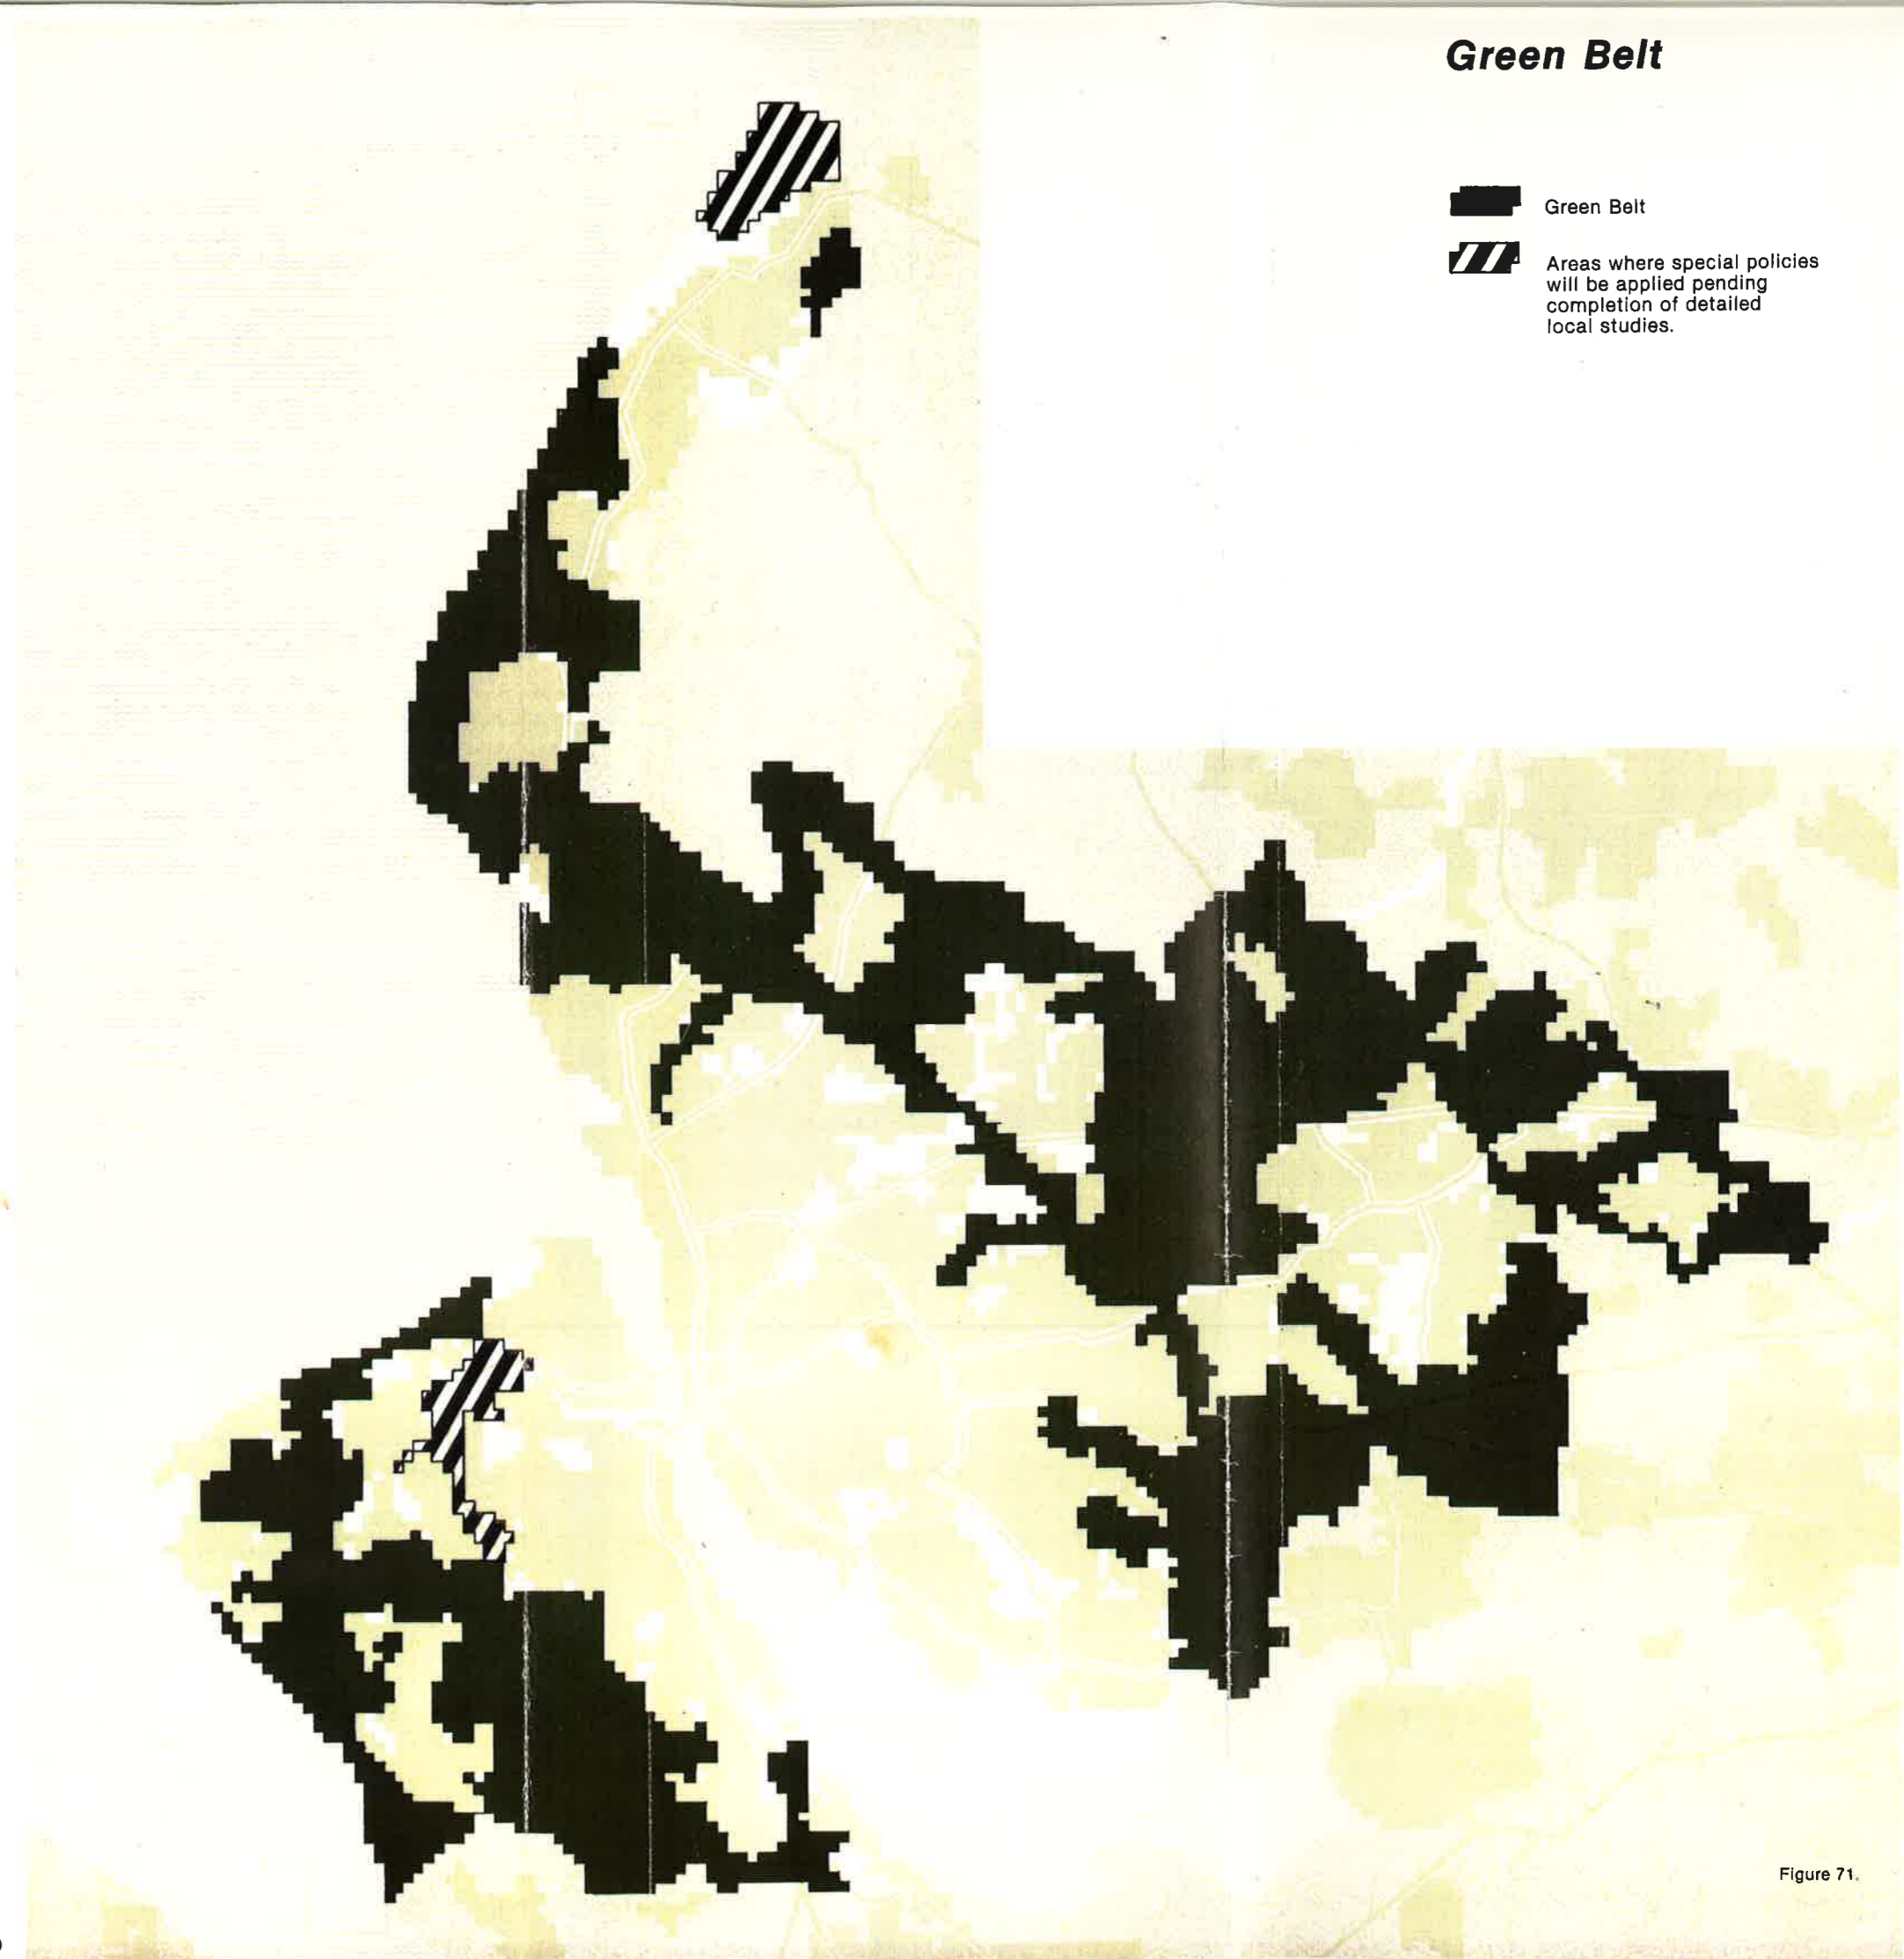 Green Belt
Green Belt
Areas where special policies
will be applied pending
completion of detailed
local studies.
Figure 71.